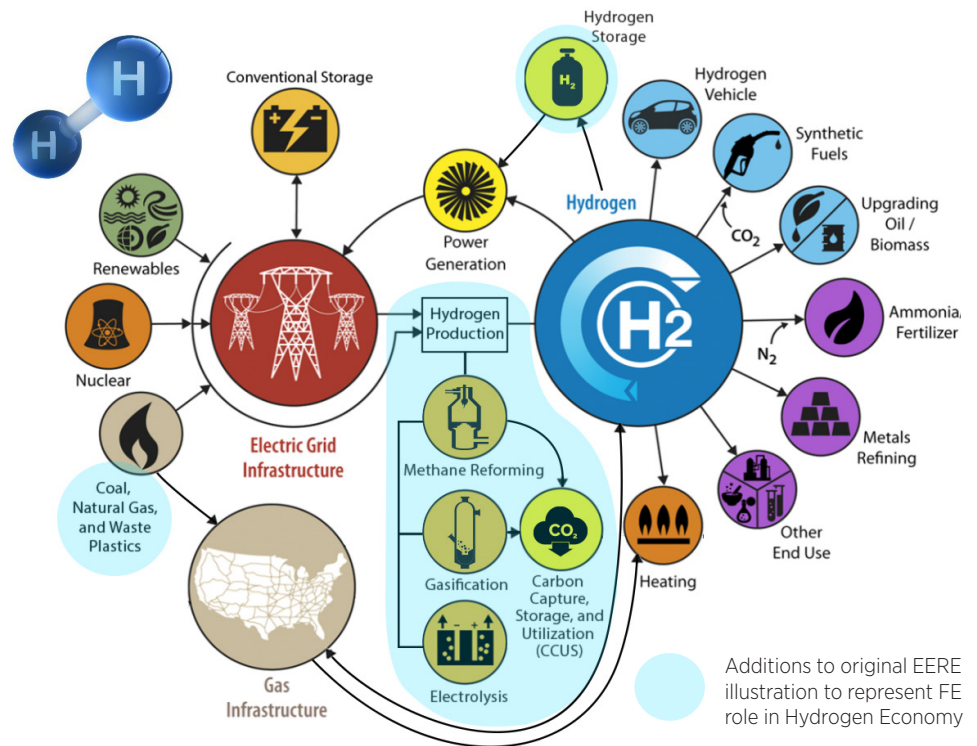 H
H
Conventional Storage
Hydrogen
Storage
H₂
Hydrogen
Vehicle
Synthetic
Fuels
CO₂
Upgrading
Oil /
Biomass
Renewables
Power
Generation
Hydrogen
H2
Nuclear
Hydrogen
Production
N₂
Ammonia/
Fertilizer
Electric Grid
Infrastructure
Methane Reforming
Metals
Refining
Coal,
Natural Gas,
and Waste
Plastics
Gasification
CO₂
Carbon
Capture,
Storage, and
Utilization
(CCUS)
Heating
Other
End Use
Electrolysis
Gas
Infrastructure
Additions to original EERE
illustration to represent FE
role in Hydrogen Economy